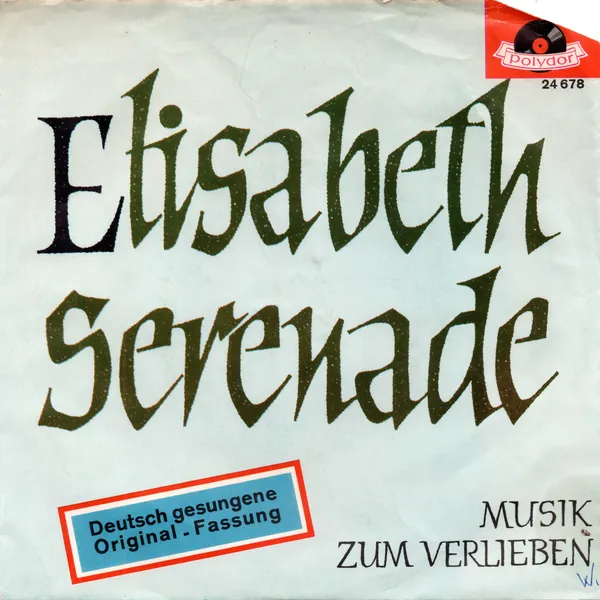 polydor
24 678
Elisabeth
Serenade
Deutsch gesungene
Original - Fassung
MUSIK
ZUM VERLIEBEN
W.